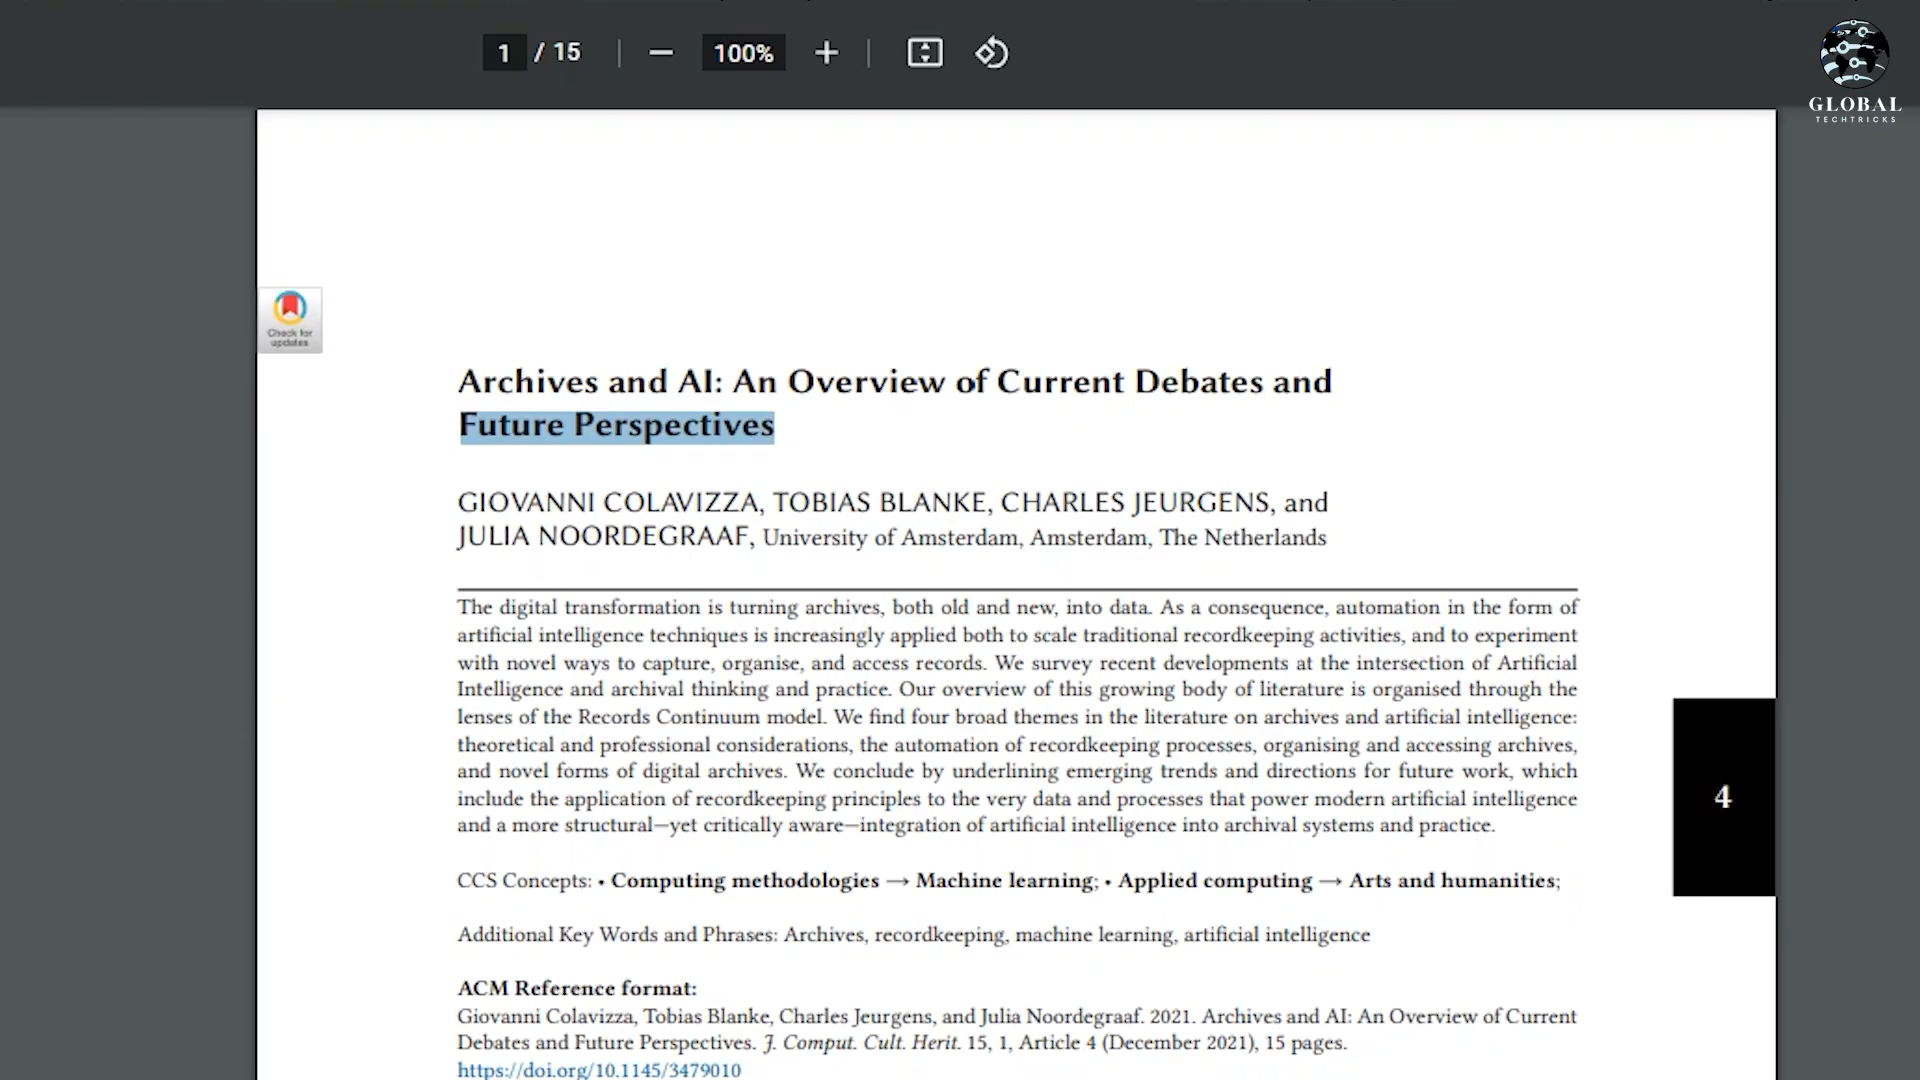 1 / 15
100%
GLOBAL
TECHTRICKS
Check for
updates
Archives and AI: An Overview of Current Debates and
Future Perspectives
GIOVANNI COLAVIZZA, TOBIAS BLANKE, CHARLES JEURGENS, and
JULIA NOORDEGRAAF, University of Amsterdam, Amsterdam, The Netherlands
The digital transformation is turning archives, both old and new, into data. As a consequence, automation in the form of
artificial intelligence techniques is increasingly applied both to scale traditional recordkeeping activities, and to experiment
with novel ways to capture, organise, and access records. We survey recent developments at the intersection of Artificial
Intelligence and archival thinking and practice. Our overview of this growing body of literature is organised through the
lenses of the Records Continuum model. We find four broad themes in the literature on archives and artificial intelligence:
theoretical and professional considerations, the automation of recordkeeping processes, organising and accessing archives,
and novel forms of digital archives. We conclude by underlining emerging trends and directions for future work, which
include the application of recordkeeping principles to the very data and processes that power modern artificial intelligence
and a more structural—yet critically aware—integration of artificial intelligence into archival systems and practice.
4
CCS Concepts: • Computing methodologies → Machine learning; • Applied computing → Arts and humanities;
Additional Key Words and Phrases: Archives, recordkeeping, machine learning, artificial intelligence
ACM Reference format:
Giovanni Colavizza, Tobias Blanke, Charles Jeurgens, and Julia Noordegraaf. 2021. Archives and AI: An Overview of Current
Debates and Future Perspectives. J. Comput. Cult. Herit. 15, 1, Article 4 (December 2021), 15 pages.
https://doi.org/10.1145/3479010